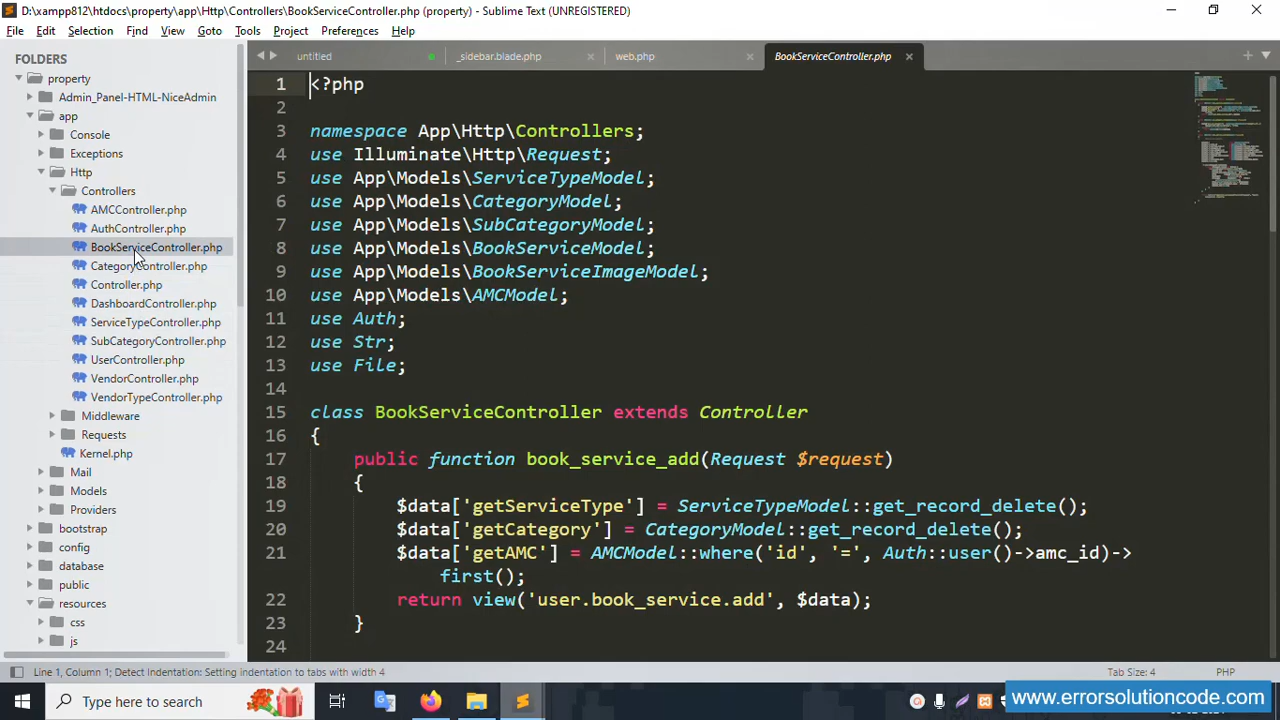 D:\xampp812\htdocs\property\app\Http\Controllers\BookServiceController.php (property) - Sublime Text (UNREGISTERED)
File Edit Selection Find View Goto Tools Project Preferences Help
FOLDERS
property
Admin_Panel-HTML-NiceAdmin
app
Console
Exceptions
Http
Controllers
AMCController.php
AuthController.php
BookServiceController.php
CategoryController.php
Controller.php
DashboardController.php
ServiceTypeController.php
SubCategoryController.php
UserController.php
VendorController.php
VendorTypeController.php
Middleware
Requests
Kernel.php
Mail
Models
Providers
bootstrap
config
database
public
resources
css
js
untitled _sidebar.blade.php web.php BookServiceController.php
1 <?php
2
3 namespace App\Http\Controllers;
4 use Illuminate\Http\Request;
5 use App\Models\ServiceTypeModel;
6 use App\Models\CategoryModel;
7 use App\Models\SubCategoryModel;
8 use App\Models\BookServiceModel;
9 use App\Models\BookServiceImageModel;
10 use App\Models\AMCModel;
11 use Auth;
12 use Str;
13 use File;
14
15 class BookServiceController extends Controller
16 {
17 public function book_service_add(Request $request)
18 {
19 $data['getServiceType'] = ServiceTypeModel::get_record_delete();
20 $data['getCategory'] = CategoryModel::get_record_delete();
21 $data['getAMC'] = AMCModel::where('id', '=', Auth::user()->amc_id)->
first();
22 return view('user.book_service.add', $data);
23 }
24
Line 1, Column 1; Detect Indentation: Setting indentation to tabs with width 4 Tab Size: 4 PHP
Type here to search
www.errorsolutioncode.com